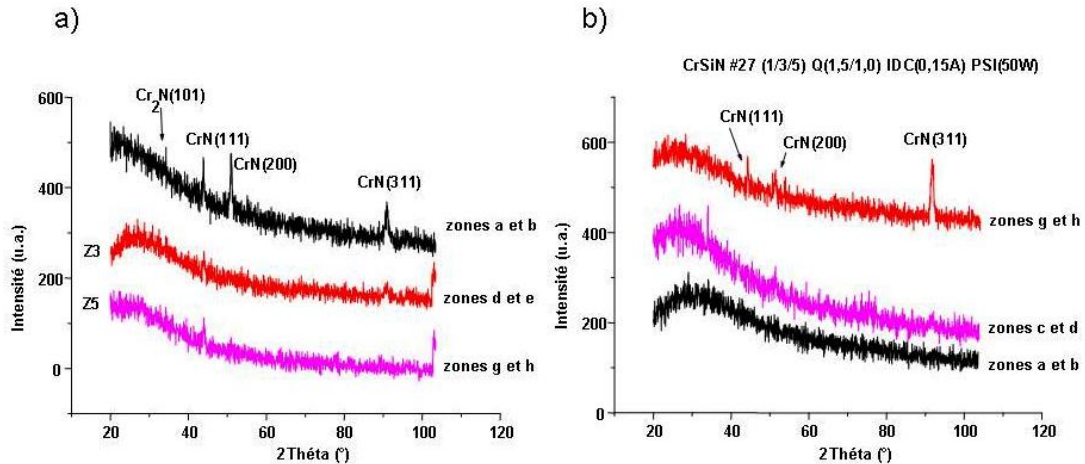 a)
Cr2N(101)
CrN(111)
CrN(200)
CrN(311)
zones a et b
Z3
zones d et e
Z5
zones g et h
Intensité (u.a.)
600
400
200
0
20
40
60
80
100
120
2Théta (°)
b)
CrSiN #27 (1/3/5) Q(1,5/1,0) IDC(0,15A) PSI(50W)
CrN(111)
CrN(200)
CrN(311)
zones g et h
zones c et d
zones a et b
Intensité (u.a.)
600
400
200
0
20
40
60
80
100
120
2Théta (°)